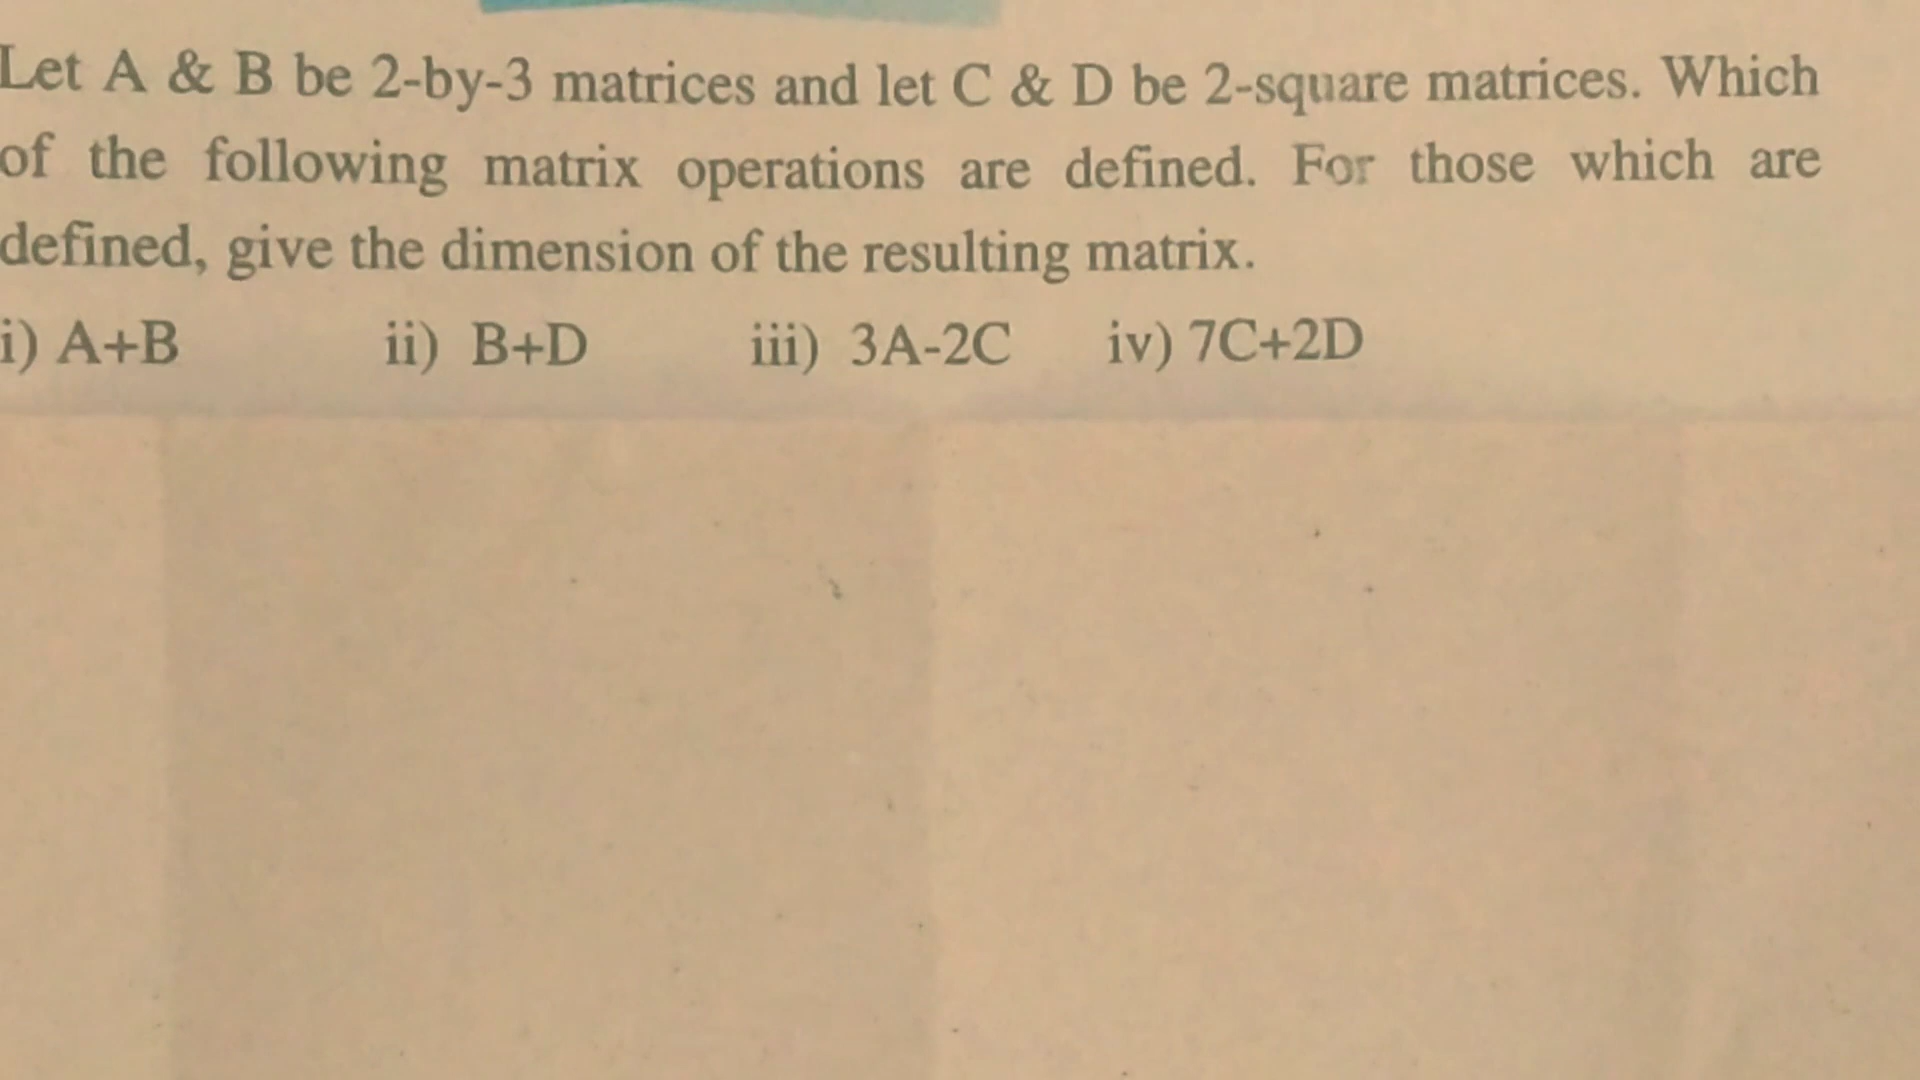 Let A & B be 2-by-3 matrices and let C & D be 2-square matrices. Which
of the following matrix operations are defined. For those which are
defined, give the dimension of the resulting matrix.
i) A+B ii) B+D iii) 3A-2C iv) 7C+2D